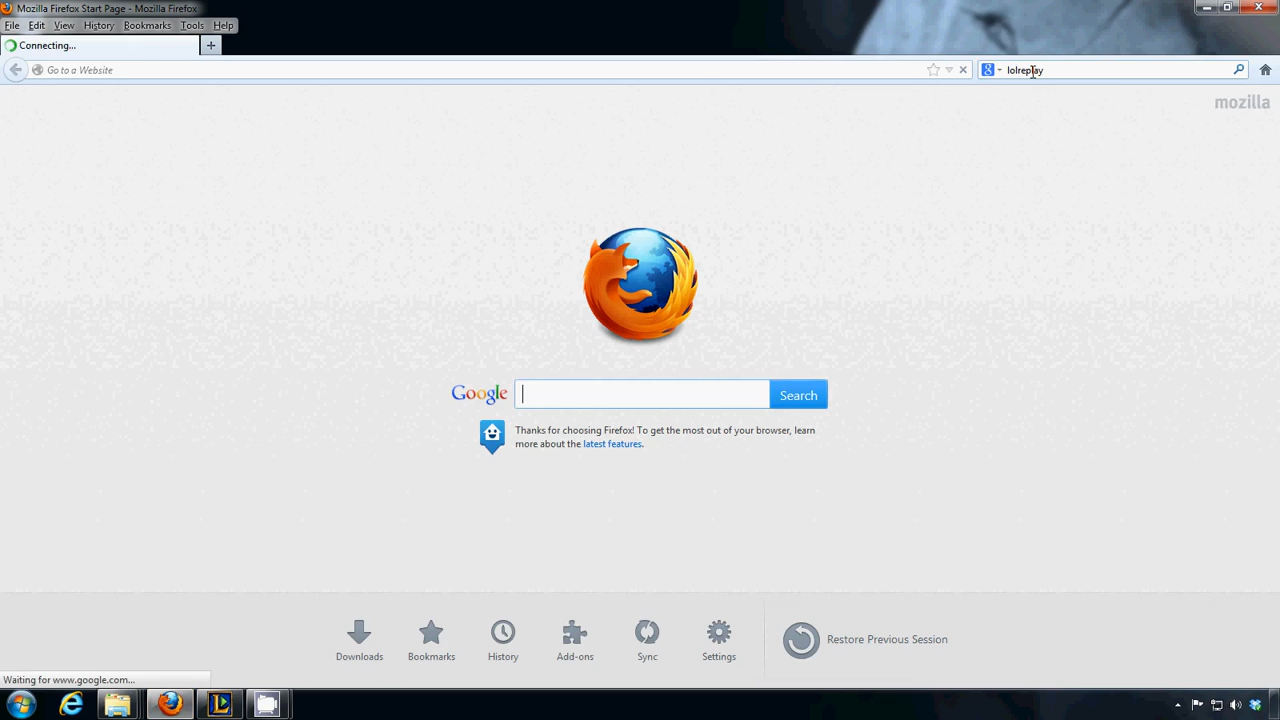 Mozilla Firefox Start Page - Mozilla Firefox
File Edit View History Bookmarks Tools Help
Connecting...
Go to a Website
lolreplay
mozilla
Google
Search
Thanks for choosing Firefox! To get the most out of your browser, learn
more about the latest features.
Downloads Bookmarks History Add-ons Sync Settings
Restore Previous Session
Waiting for www.google.com...